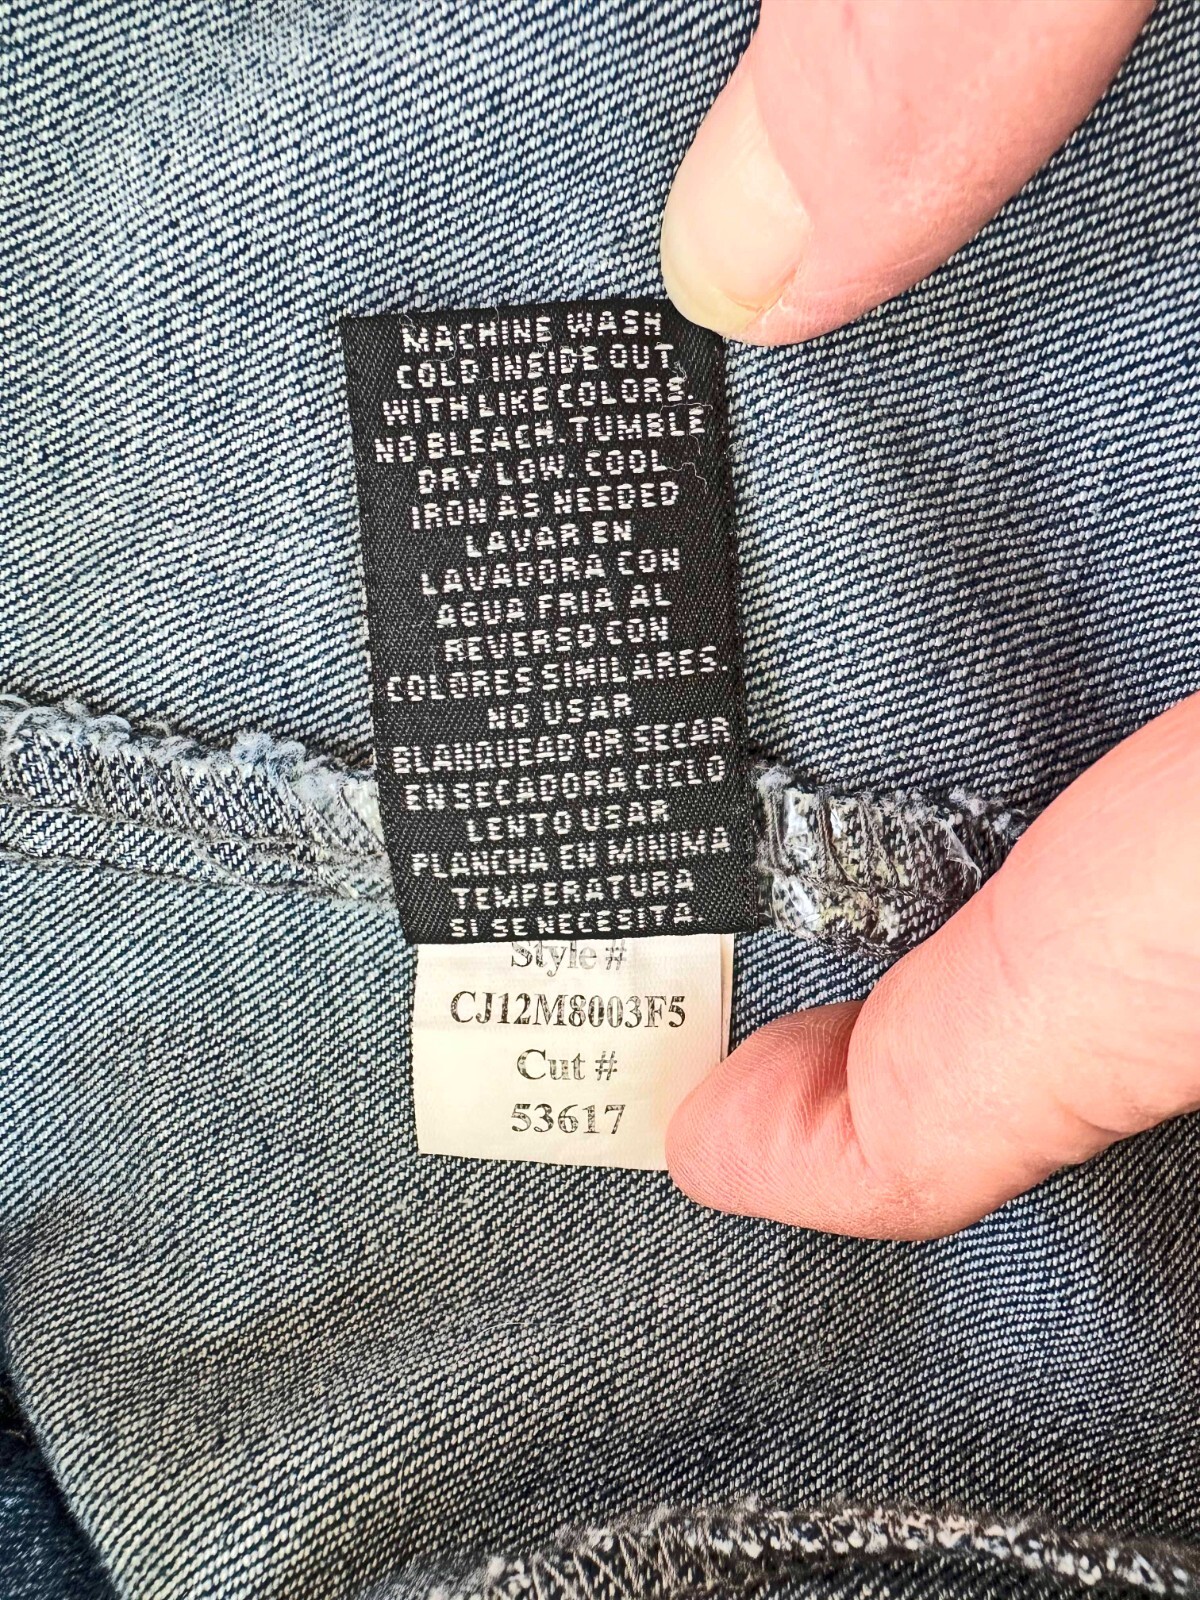 MACHINE WASH
COLD INSIDE OUT
WITH LIKE COLORS.
NO BLEACH. TUMBLE
DRY LOW. COOL
IRON AS NEEDED
LAVAR EN
LAVADORA CON
AGUA FRIA AL
REVERSO CON
COLORES SIMILARES.
NO USAR
BLANQUEAD OR SECAR
EN SECADORA CICLO
LENTO USAR
PLANCHA EN MINIMA
TEMPERATURA
SI SE NECESITA
Style #
CJ12M8003F5
Cut #
53617